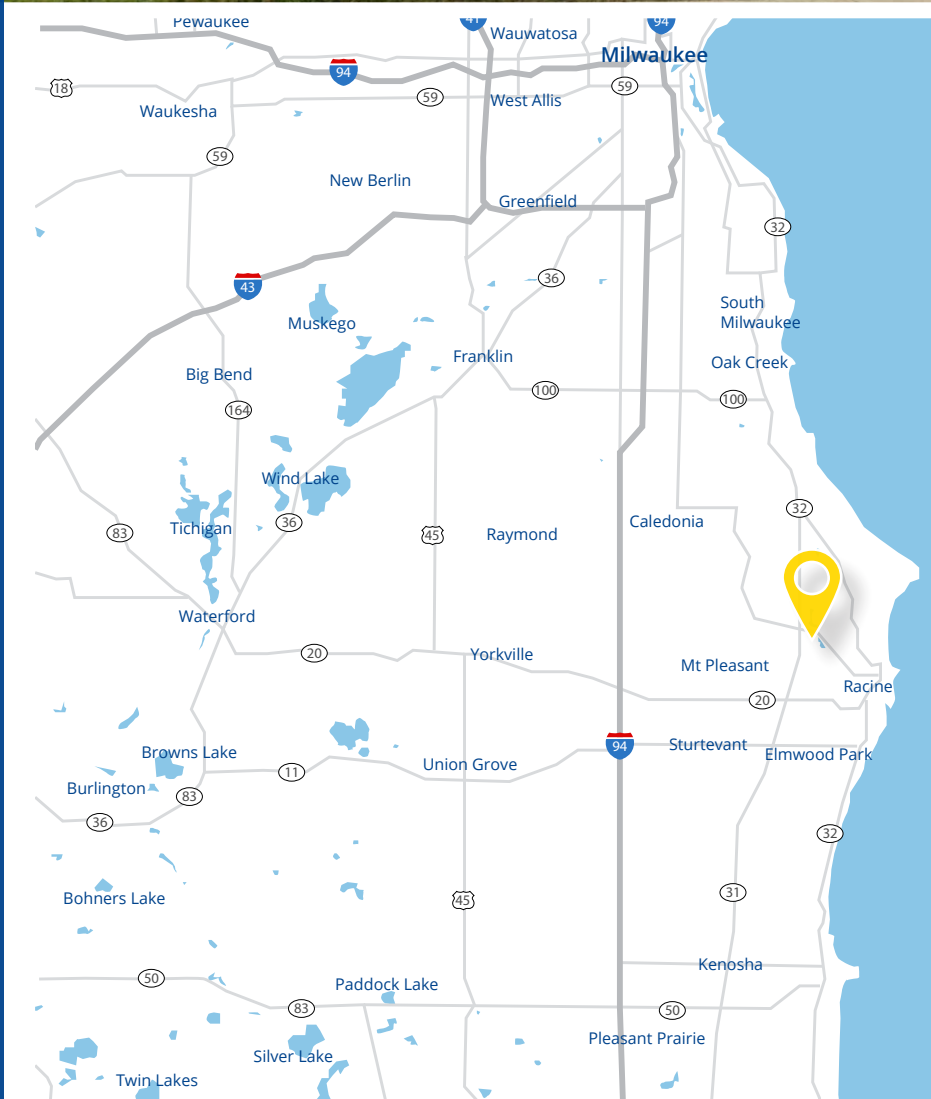 Pewaukee
41
94
Wauwatosa
Milwaukee
94
18
59
59
West Allis
Waukesha
59
New Berlin
Greenfield
32
36
43
South
Milwaukee
Muskego
Franklin
Oak Creek
Big Bend
100
100
164
Wind Lake
32
36
Caledonia
Tichigan
83
45
Raymond
Waterford
20
Yorkville
Mt Pleasant
Racine
20
94
Sturtevant
Browns Lake
Elmwood Park
Union Grove
11
Burlington
83
36
32
31
Bohners Lake
45
Kenosha
50
Paddock Lake
83
50
Pleasant Prairie
Silver Lake
Twin Lakes